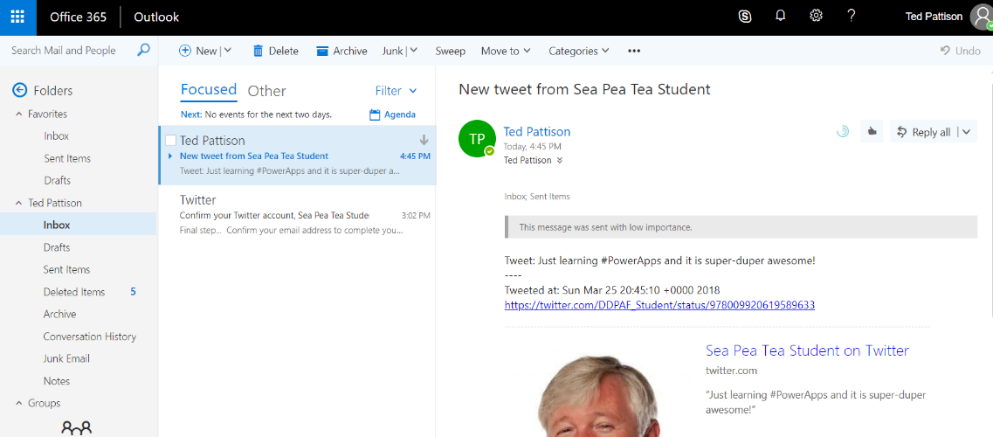 Office 365 Outlook Ted Pattison
Search Mail and People New Delete Archive Junk Sweep Move to Categories ••• Undo
Folders
Favorites
Inbox
Sent Items
Drafts
Ted Pattison
Inbox
Drafts
Sent Items
Deleted Items 5
Archive
Conversation History
Junk Email
Notes
Groups
Focused Other Filter
Next: No events for the next two days. Agenda
Ted Pattison
New tweet from Sea Pea Tea Student 4:45 PM
Tweet: Just learning #PowerApps and it is super-duper a...
Twitter
Confirm your Twitter account, Sea Pea Tea Stude 3:02 PM
Final step... Confirm your email address to complete you...
New tweet from Sea Pea Tea Student
TP
Ted Pattison
Today, 4:45 PM
Ted Pattison
Reply all
Inbox; Sent Items
This message was sent with low importance.
Tweet: Just learning #PowerApps and it is super-duper awesome!
----
Tweeted at: Sun Mar 25 20:45:10 +0000 2018
https://twitter.com/DDPAF_Student/status/978009920619589633
Sea Pea Tea Student on Twitter
twitter.com
"Just learning #PowerApps and it is super-duper
awesome!"